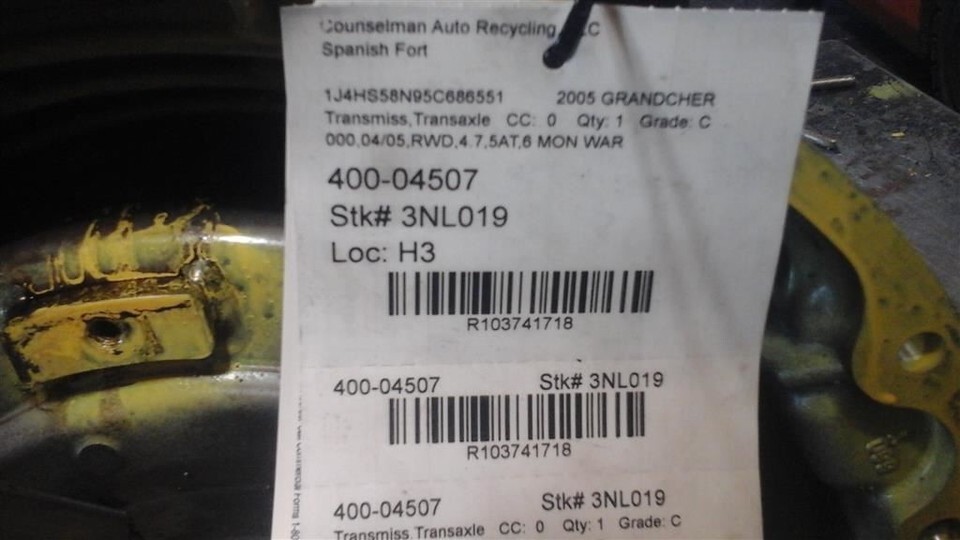 Counselman Auto Recycling
Spanish Fort
1J4HS58N95C686551 2005 GRANDCHER
Transmiss,Transaxle CC: 0 Qty: 1 Grade: C
000,04/05,RWD,4.7,5AT,6 MON WAR
400-04507
Stk# 3NL019
Loc: H3
R103741718
400-04507 Stk# 3NL019
R103741718
400-04507 Stk# 3NL019
Transmiss,Transaxle CC: 0 Qty: 1 Grade: C